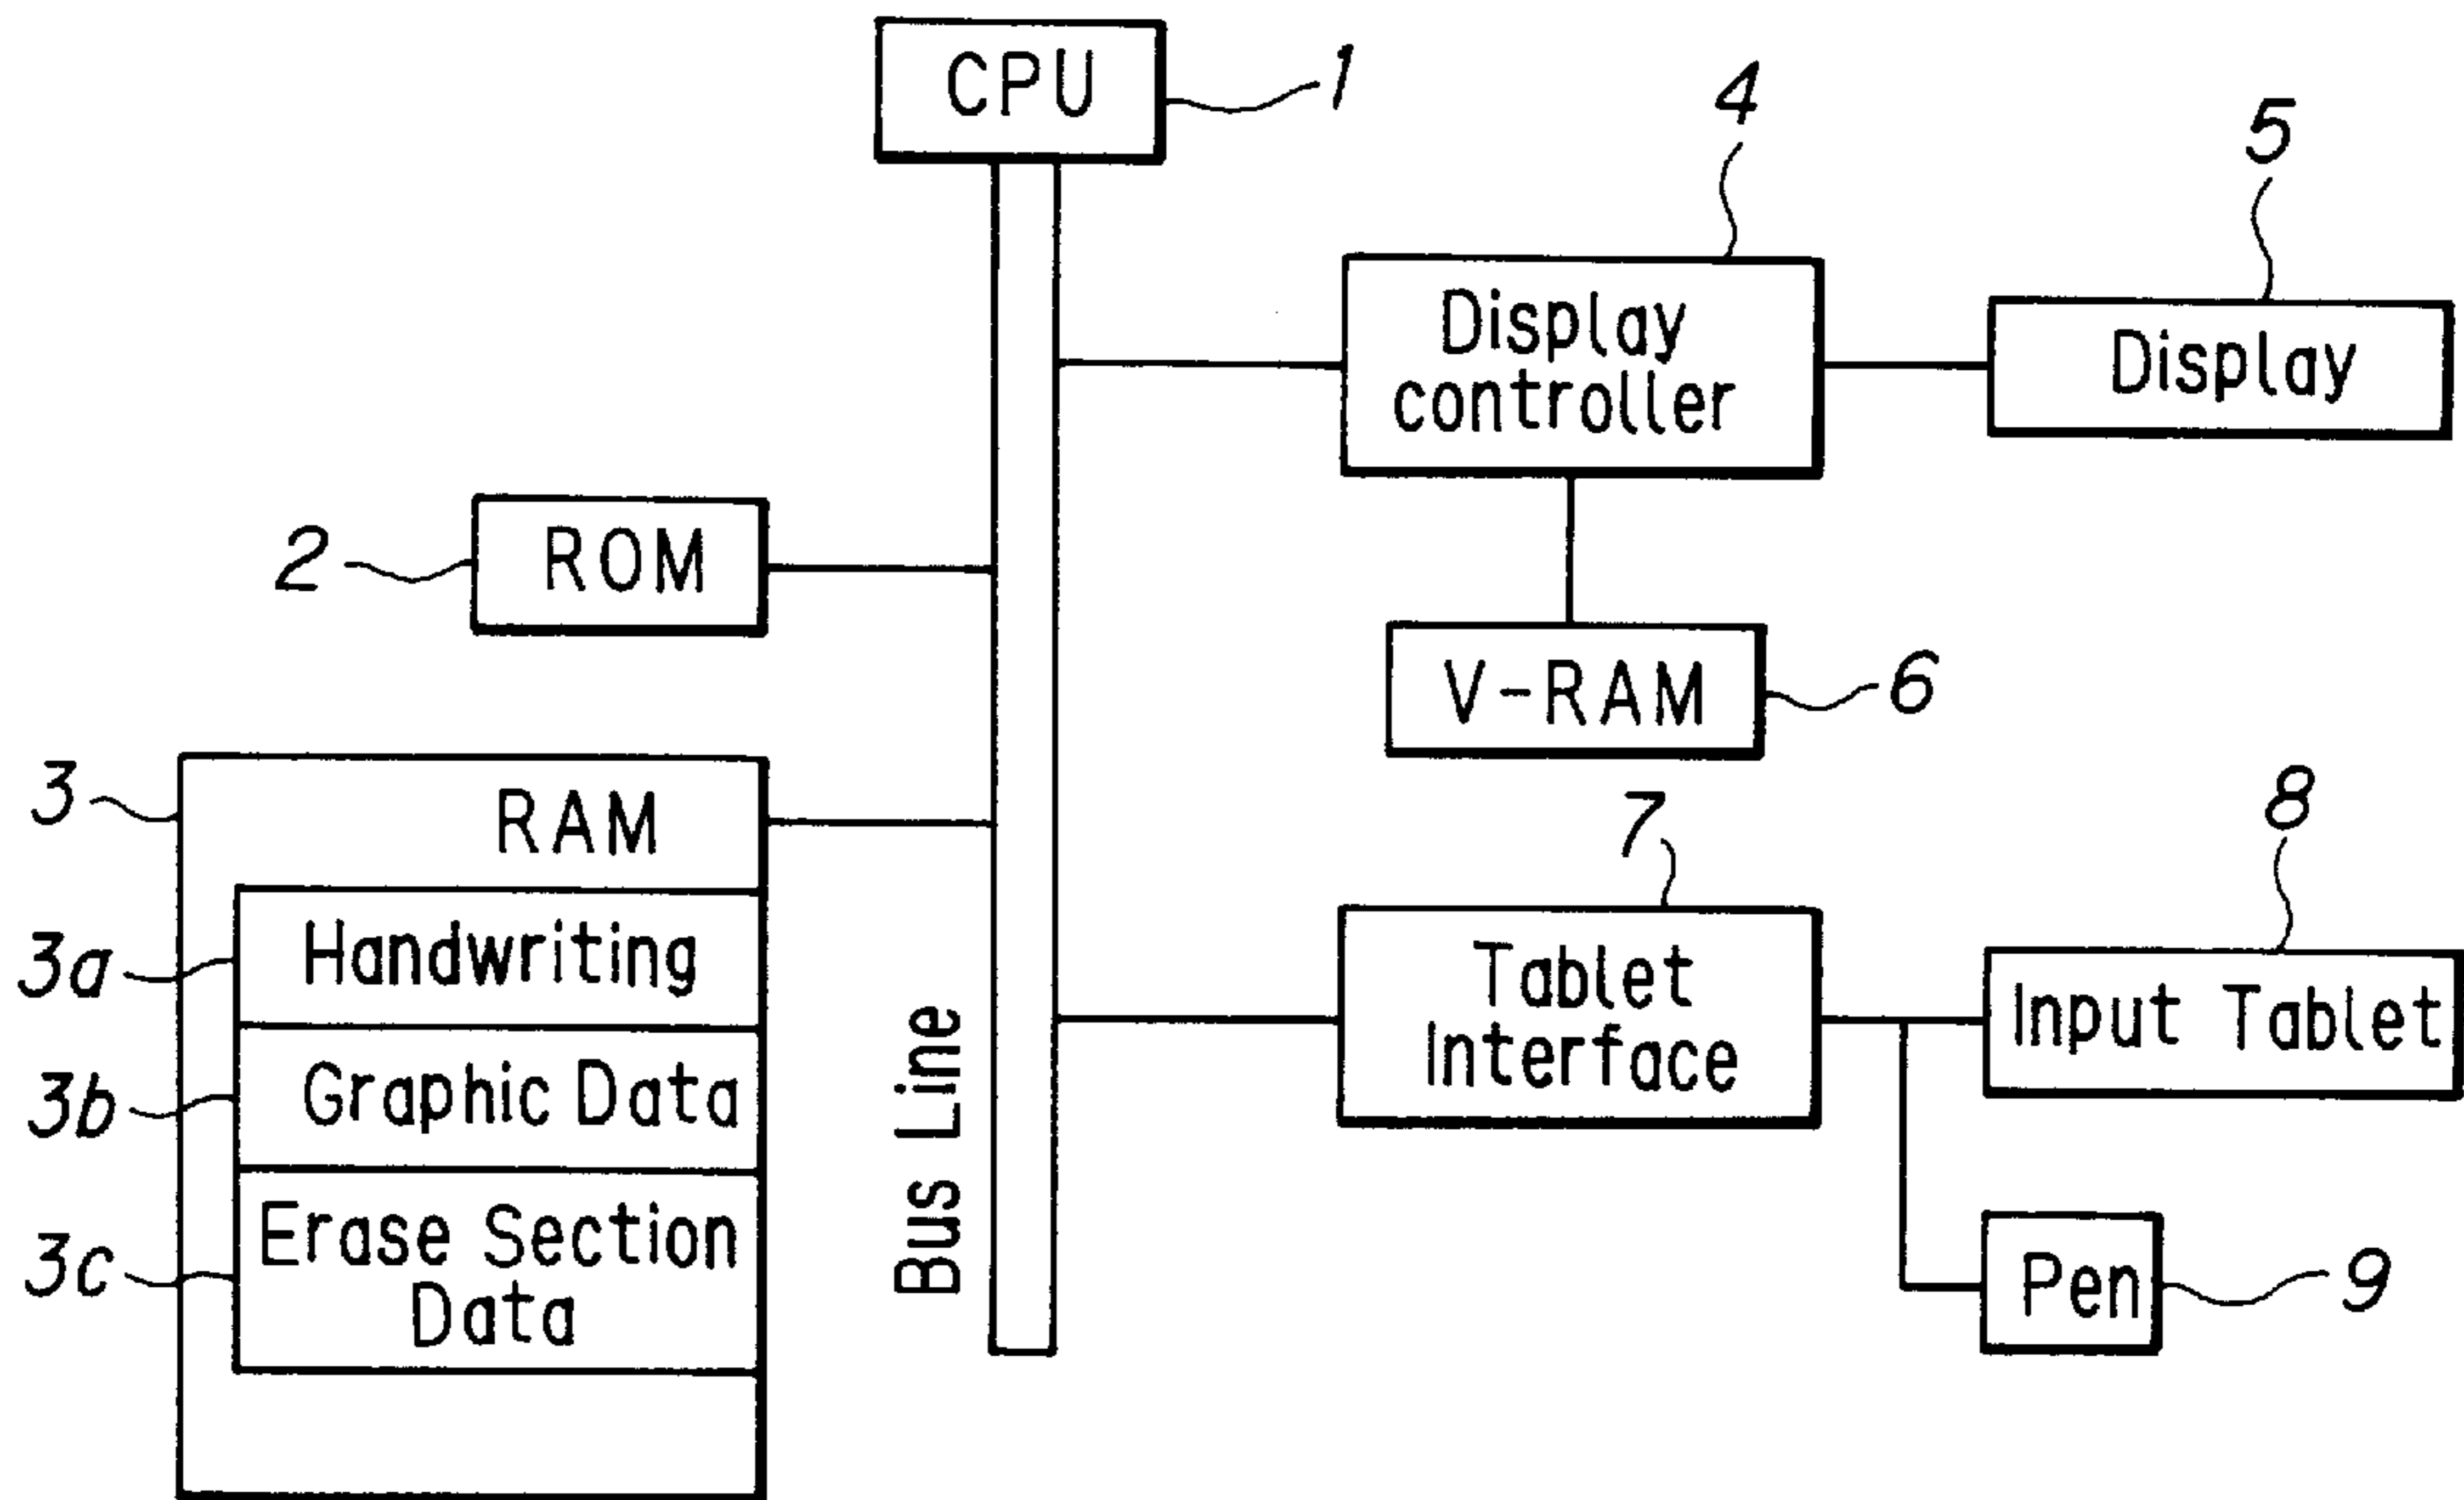 CPU
1
4
5
Display
controller
Display
2
ROM
V-RAM
6
3
RAM
7
8
3a
Handwriting
Tablet
Interface
Input Tablet
3b
Graphic Data
Bus Line
3c
Erase Section
Data
Pen
9